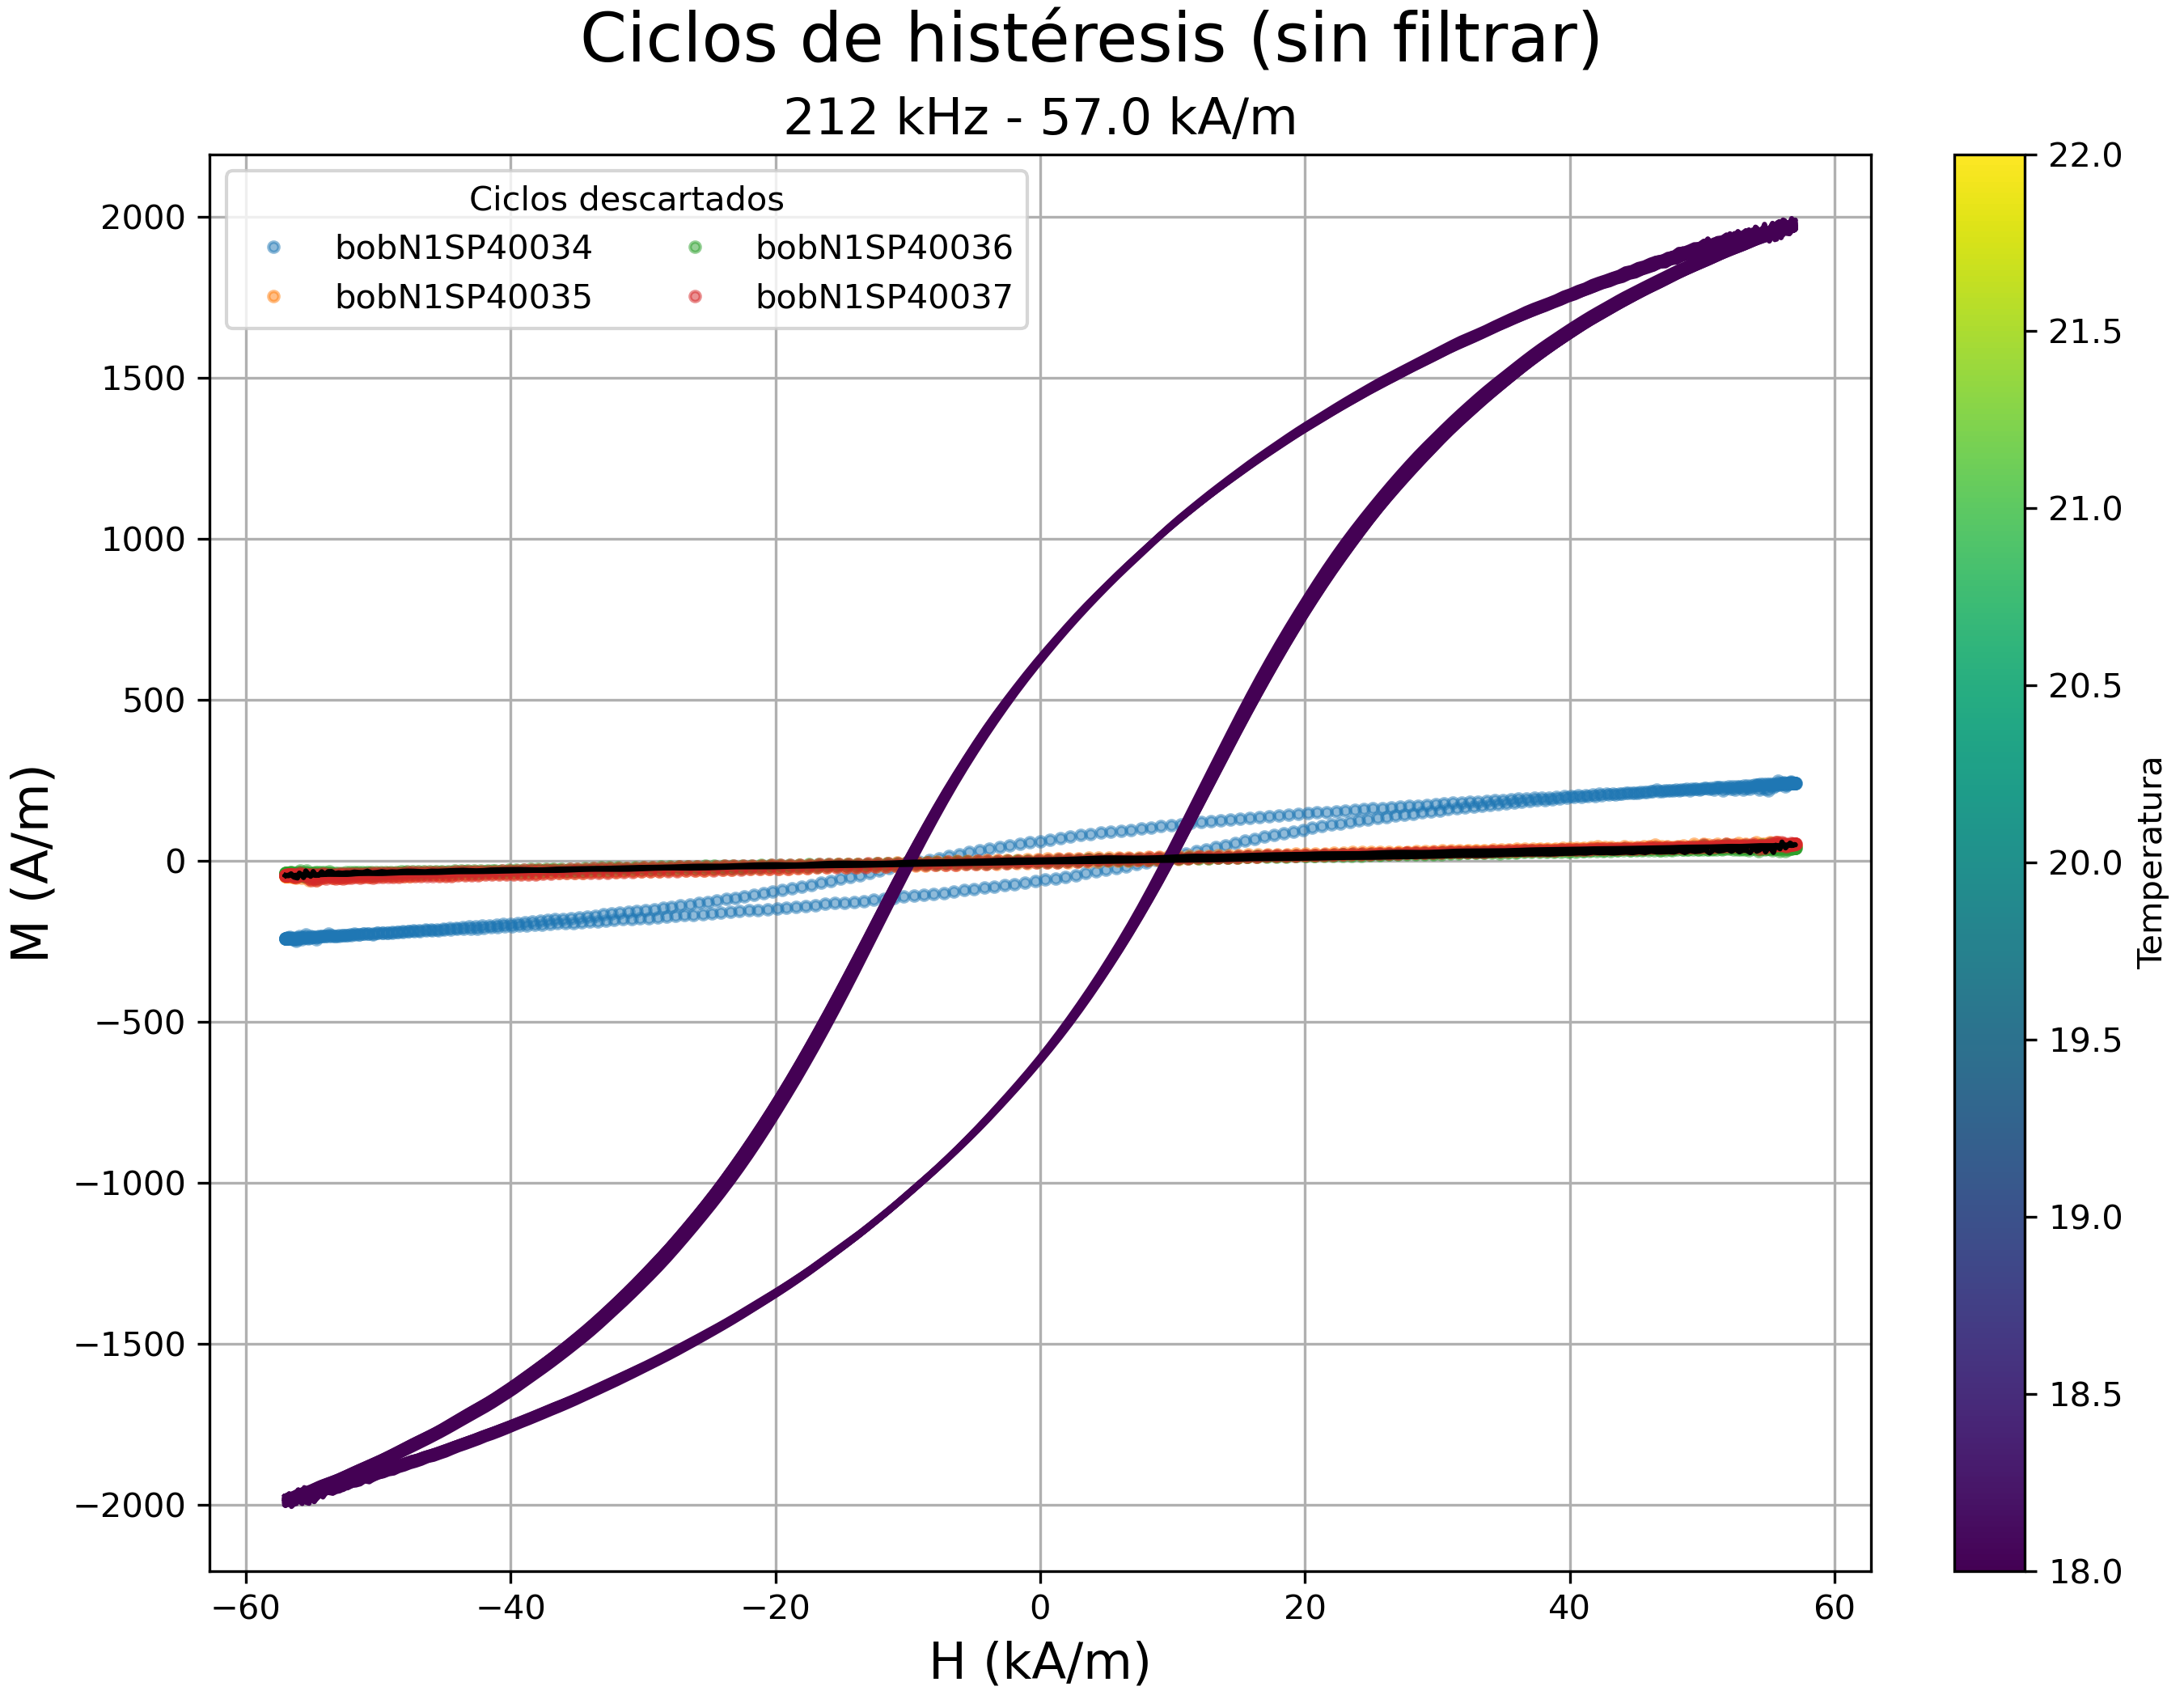 Ciclos de histéresis (sin filtrar)
212 kHz - 57.0 kA/m
Ciclos descartados
bobN1SP40034
bobN1SP40035
bobN1SP40036
bobN1SP40037
2000
1500
1000
500
0
−500
−1000
−1500
−2000
M (A/m)
−60
−40
−20
0
20
40
60
H (kA/m)
22.0
21.5
21.0
20.5
20.0
19.5
19.0
18.5
18.0
Temperatura